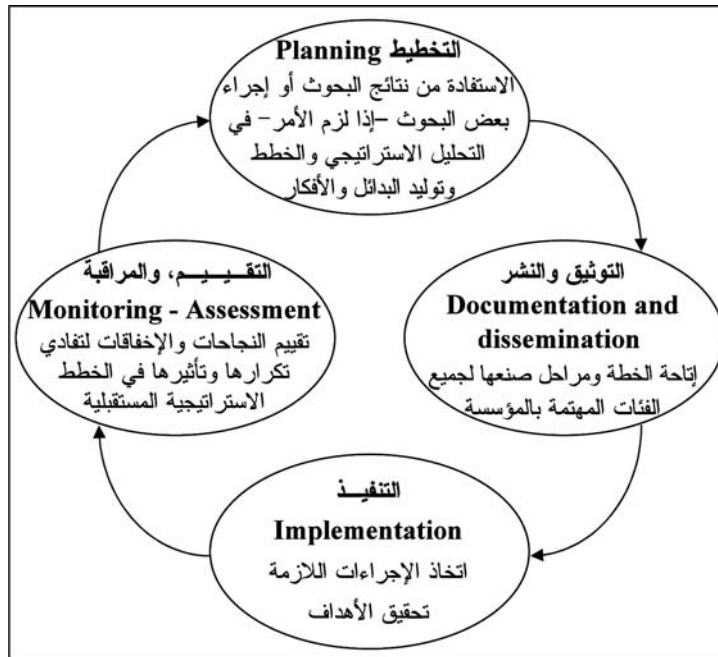 التخطيط Planning
الاستفادة من نتائج البحوث أو إجراء
بعض البحوث –إذا لزم الأمر– في
التحليل الاستراتيجي والخطط
وتوليد البدائل والأفكار
التوثيق والنشر
Documentation and
dissemination
إتاحة الخطة ومراحل صنعها لجميع
الفئات المهتمة بالمؤسسة
التنفيــذ
Implementation
اتخاذ الإجراءات اللازمة
تحقيق الأهداف
التقـيـيـم، والمراقبة
Monitoring - Assessment
تقييم النجاحات والإخفاقات لتفادي
تكرارها وتأثيرها في الخطط
الاستراتيجية المستقبلية